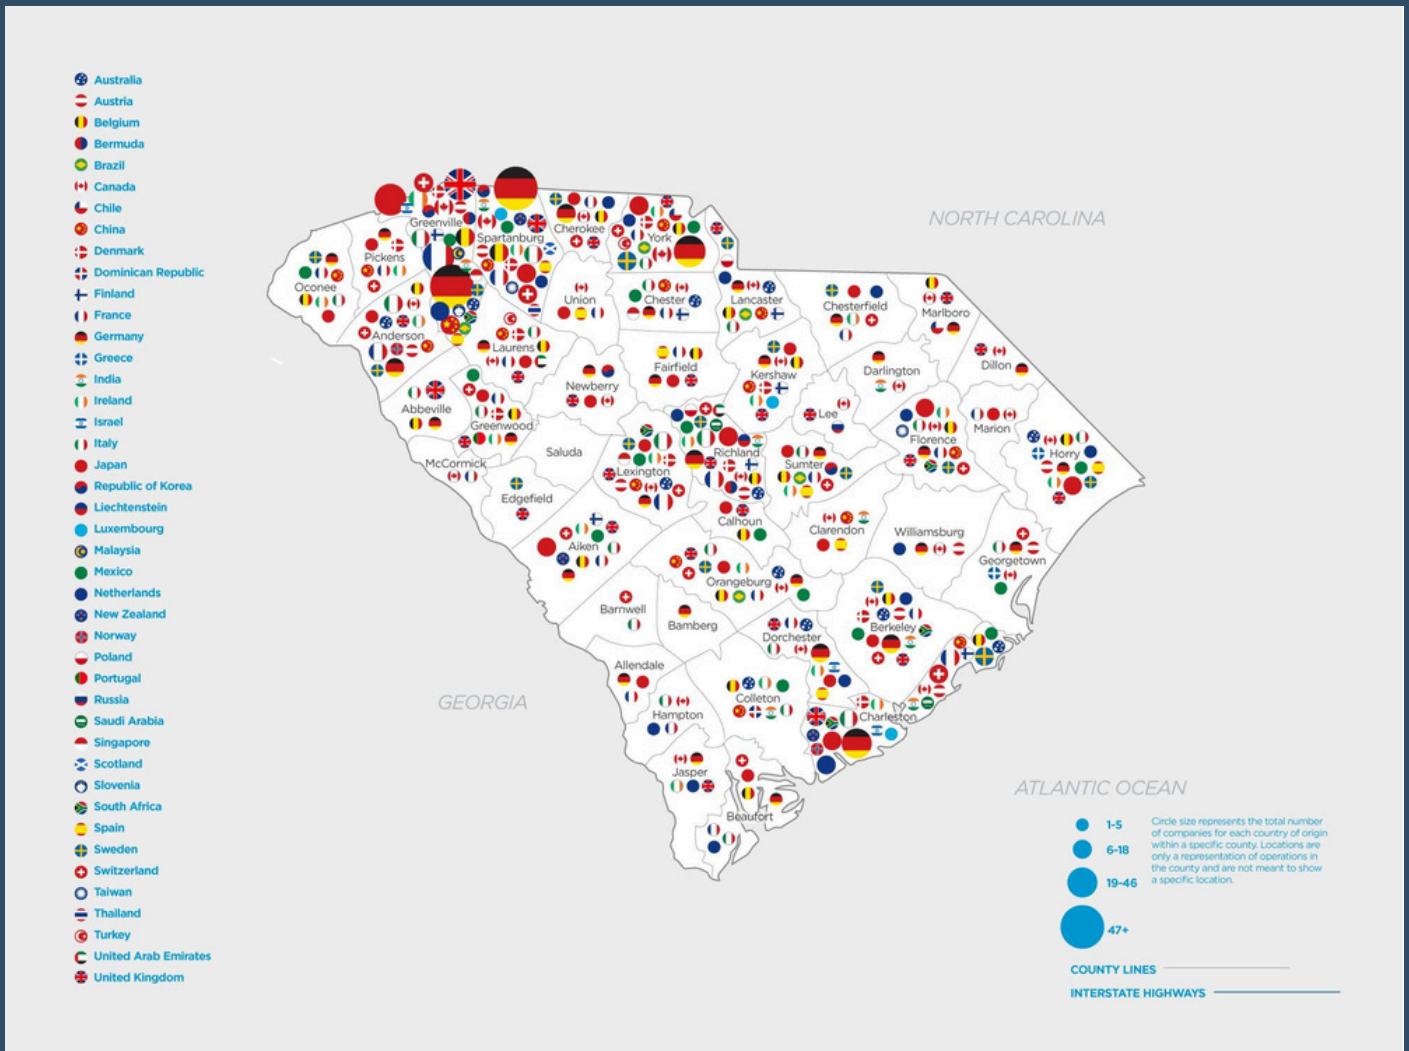 Australia
Austria
Belgium
Bermuda
Brazil
Canada
Chile
China
Denmark
Dominican Republic
Finland
France
Germany
Greece
India
Ireland
Israel
Italy
Japan
Republic of Korea
Liechtenstein
Luxembourg
Malaysia
Mexico
Netherlands
New Zealand
Norway
Poland
Portugal
Russia
Saudi Arabia
Singapore
Scotland
Slovenia
South Africa
Spain
Sweden
Switzerland
Taiwan
Thailand
Turkey
United Arab Emirates
United Kingdom
NORTH CAROLINA
Greenville
Spartanburg
Cherokee
York
Pickens
Oconee
Union
Chester
Lancaster
Chesterfield
Marlboro
Anderson
Laurens
Fairfield
Kershaw
Darlington
Dillon
Newberry
Abbeville
Greenwood
Lee
Marion
Florence
Horry
Richland
Saluda
McCormick
Lexington
Sumter
Edgefield
Calhoun
Clarendon
Williamsburg
Aiken
Georgetown
Orangeburg
Barnwell
Bamberg
Berkeley
Dorchester
Allendale
Colleton
Hampton
Charleston
Jasper
Beaufort
GEORGIA
ATLANTIC OCEAN
1-5
6-18
19-46
47+
Circle size represents the total number
of companies for each country of origin
within a specific county. Locations are
only a representation of operations in
the county and are not meant to show
a specific location.
COUNTY LINES
INTERSTATE HIGHWAYS